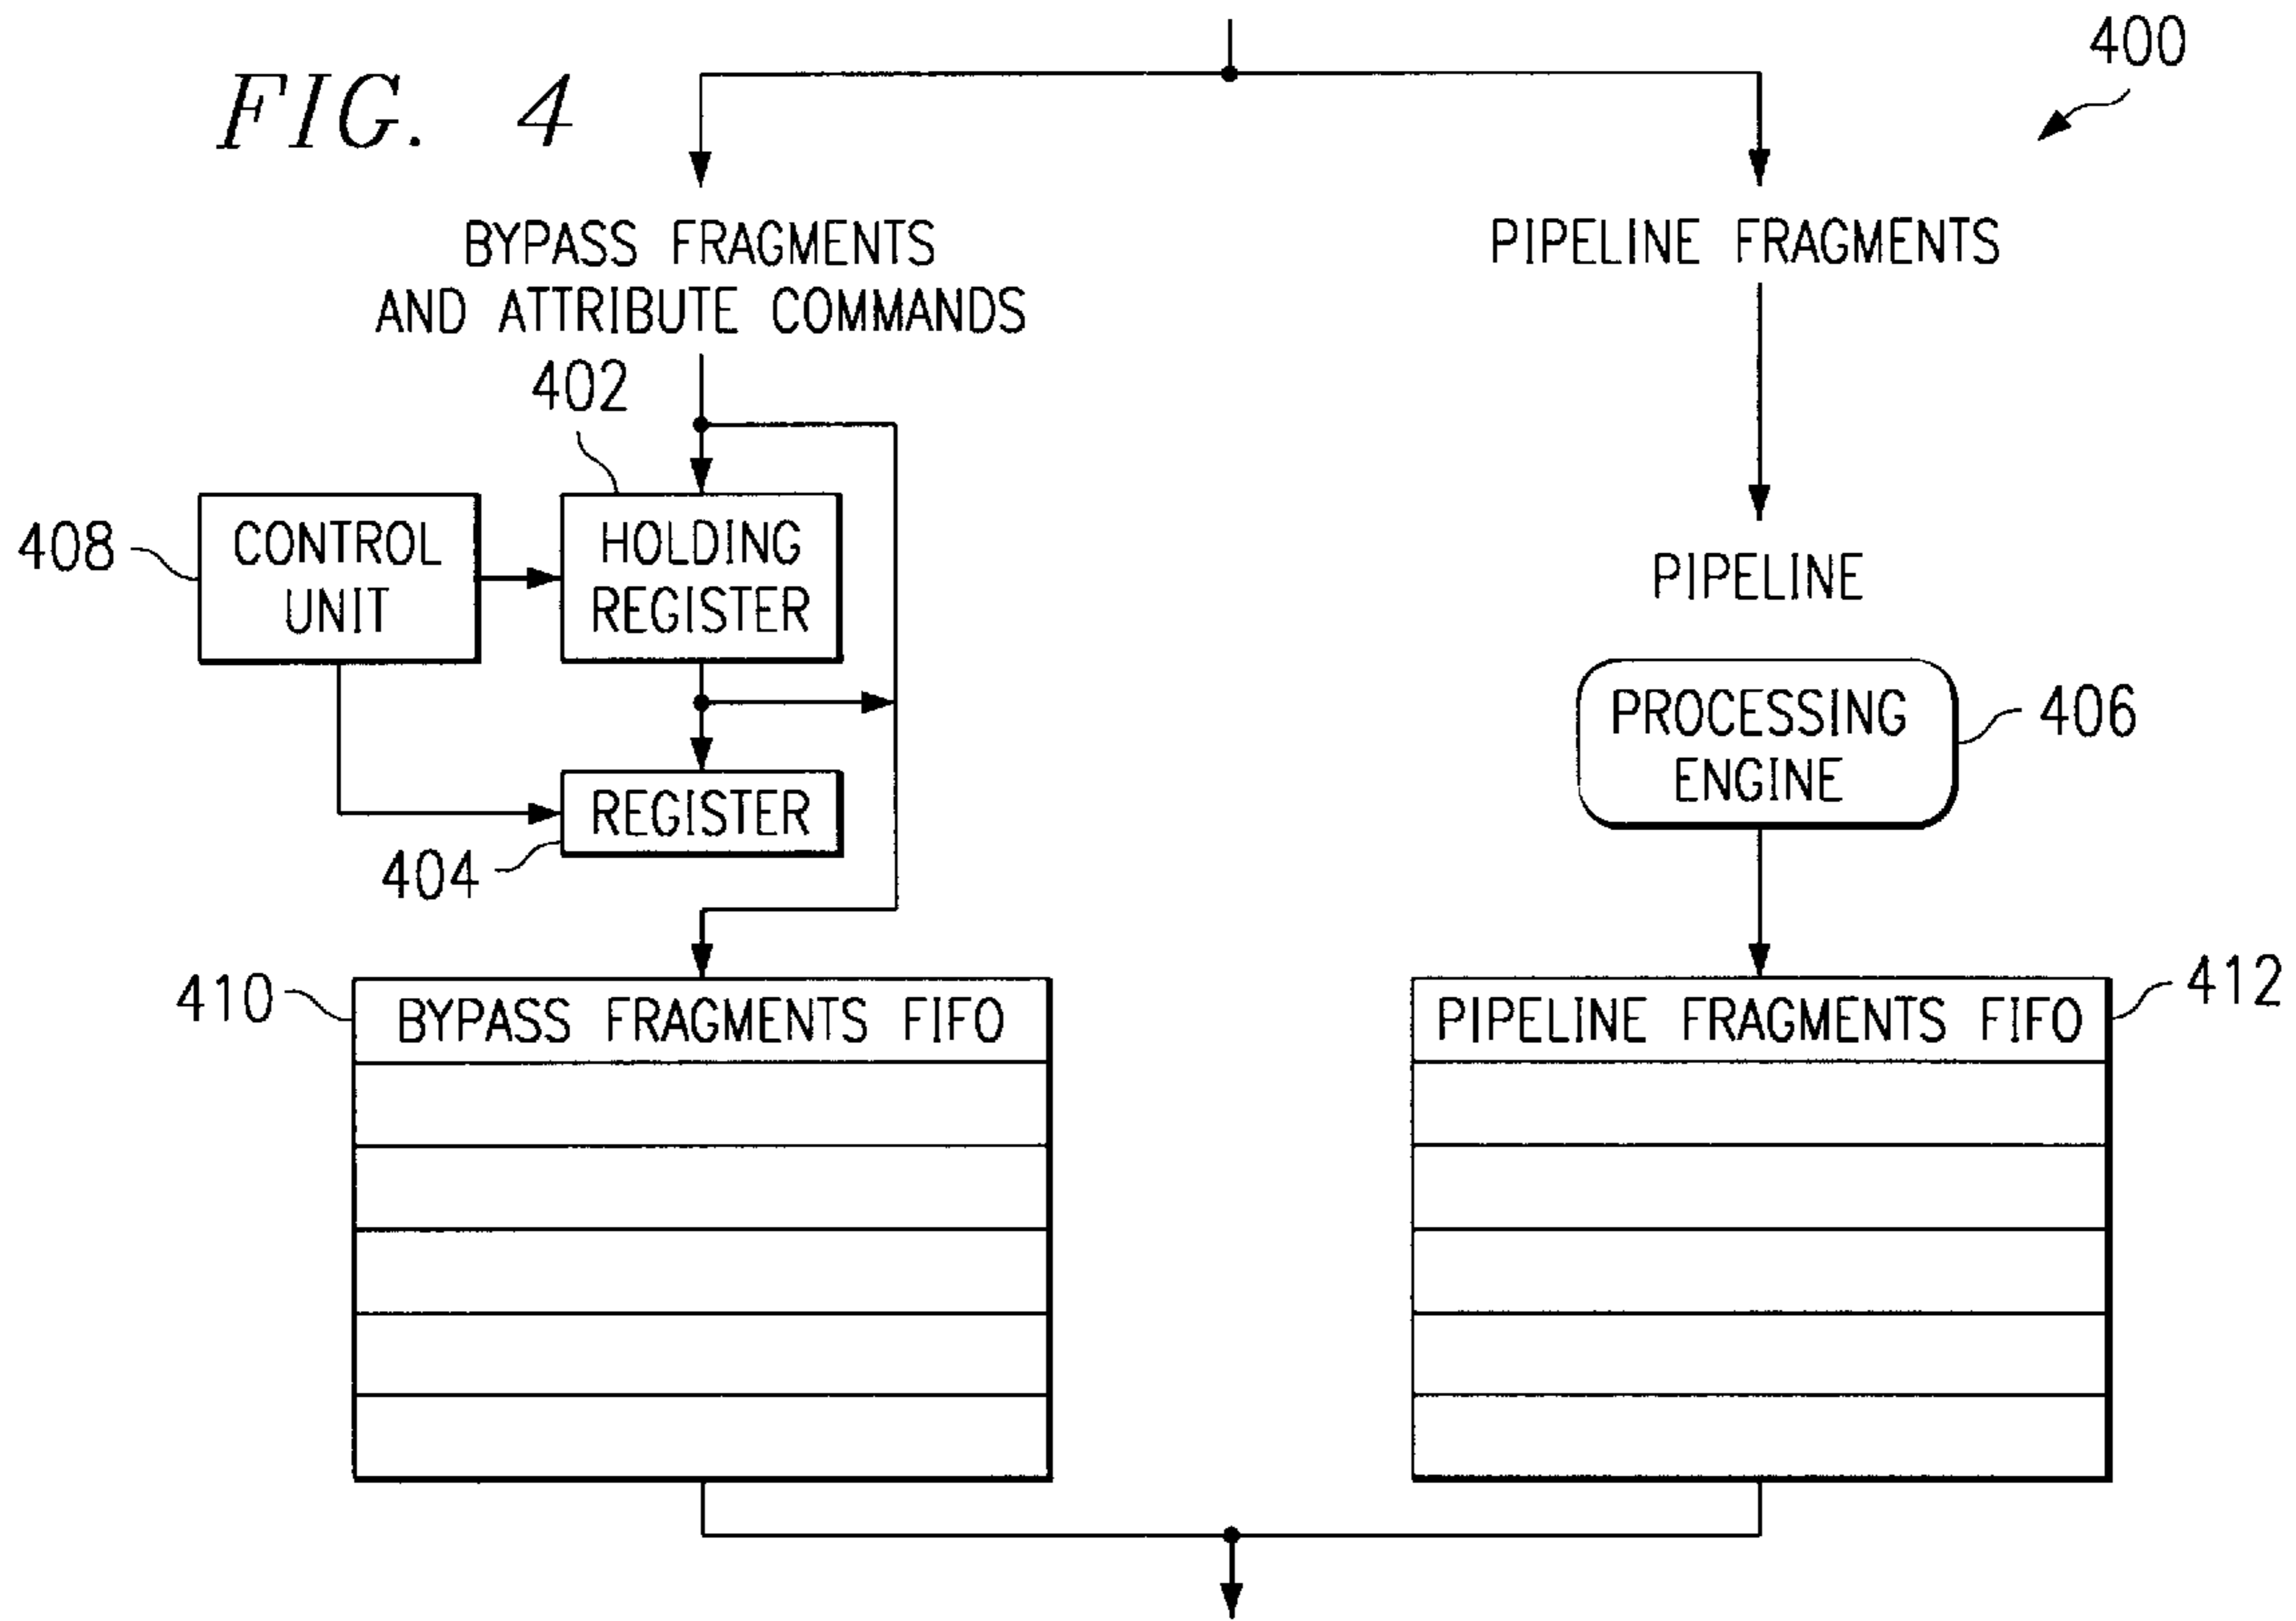 FIG. 4
400
BYPASS FRAGMENTS
AND ATTRIBUTE COMMANDS
PIPELINE FRAGMENTS
402
408
CONTROL
UNIT
HOLDING
REGISTER
PIPELINE
PROCESSING
ENGINE
406
REGISTER
404
410
BYPASS FRAGMENTS FIFO
PIPELINE FRAGMENTS FIFO
412